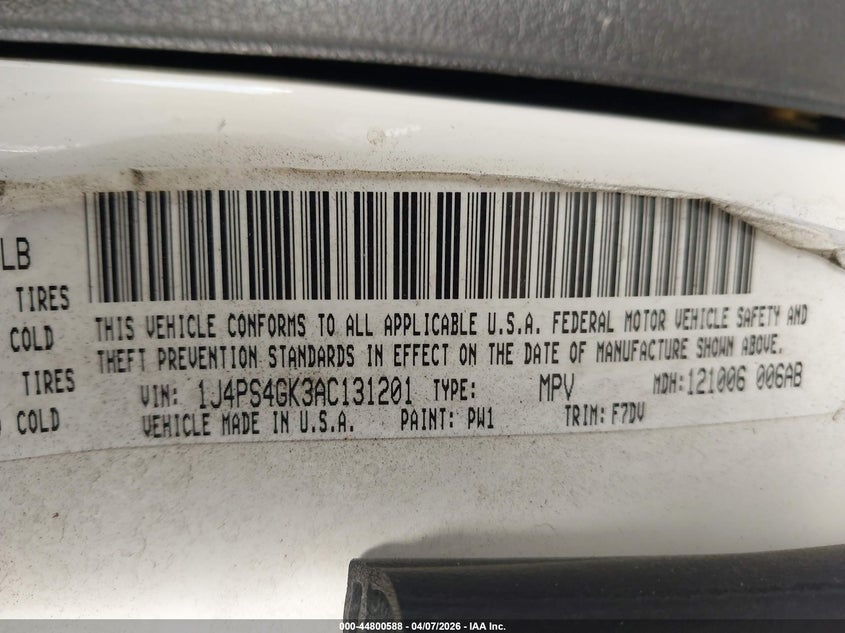 LB
TIRES
COLD
TIRES
COLD
THIS VEHICLE CONFORMS TO ALL APPLICABLE U.S.A. FEDERAL MOTOR VEHICLE SAFETY AND
THEFT PREVENTION STANDARDS IN EFFECT ON THE DATE OF MANUFACTURE SHOWN ABOVE.
VIN: 1J4PS4GK3AC131201 TYPE: MPV MDH:121006 006AB
VEHICLE MADE IN U.S.A. PAINT: PW1 TRIM: F7DV
000-44800588 - 04/07/2026 - IAA Inc.